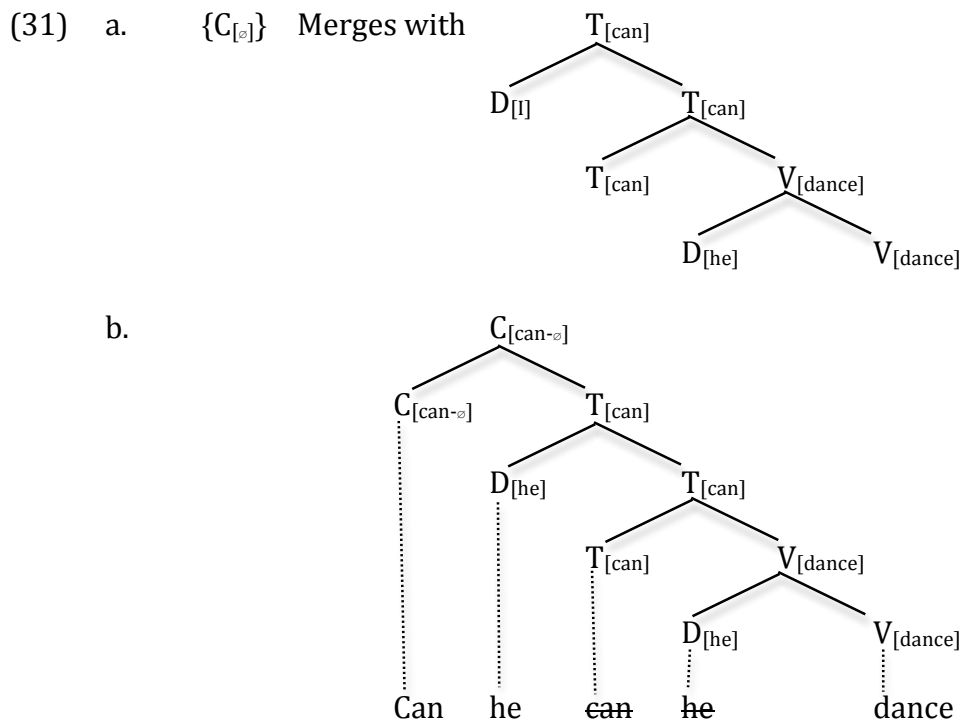 (31) a. {C[∅]} Merges with T[can]
D[I] T[can]
T[can] V[dance]
D[he] V[dance]
b. C[can-∅]
C[can-∅] T[can]
D[he] T[can]
T[can] V[dance]
D[he] V[dance]
Can he can he dance